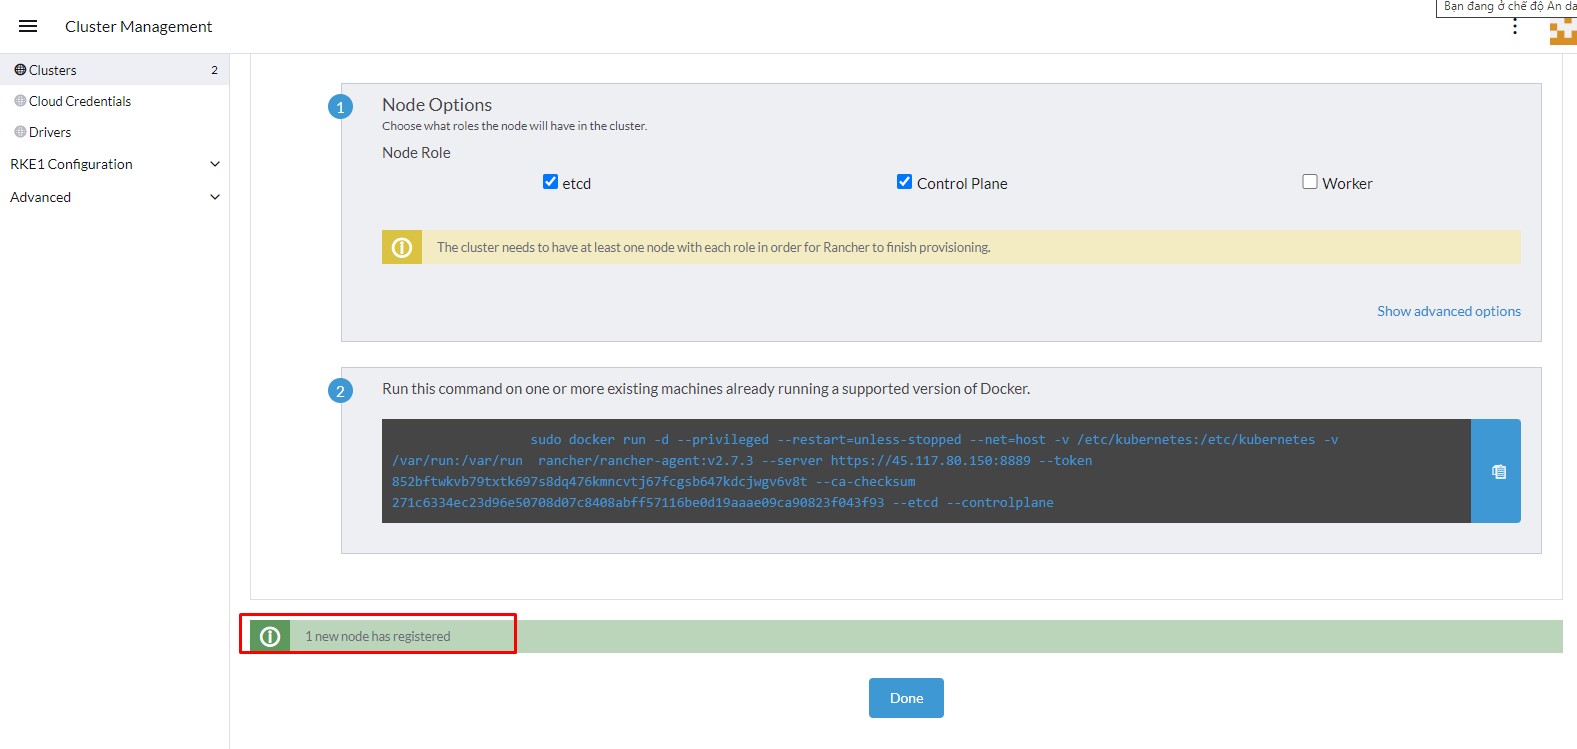 Bạn đang ở chế độ Ẩn da
Cluster Management
Clusters 2
Cloud Credentials
Drivers
RKE1 Configuration
Advanced
1
Node Options
Choose what roles the node will have in the cluster.
Node Role
etcd Control Plane Worker
The cluster needs to have at least one node with each role in order for Rancher to finish provisioning.
Show advanced options
2
Run this command on one or more existing machines already running a supported version of Docker.
sudo docker run -d --privileged --restart=unless-stopped --net=host -v /etc/kubernetes:/etc/kubernetes -v
/var/run:/var/run rancher/rancher-agent:v2.7.3 --server https://45.117.80.150:8889 --token
852bftwkvb79txtk697s8dq476kmncvtj67fcgsb647kdcjwgv6v8t --ca-checksum
271c6334ec23d96e50708d07c8408abff57116be0d19aaae09ca90823f043f93 --etcd --controlplane
1 new node has registered
Done